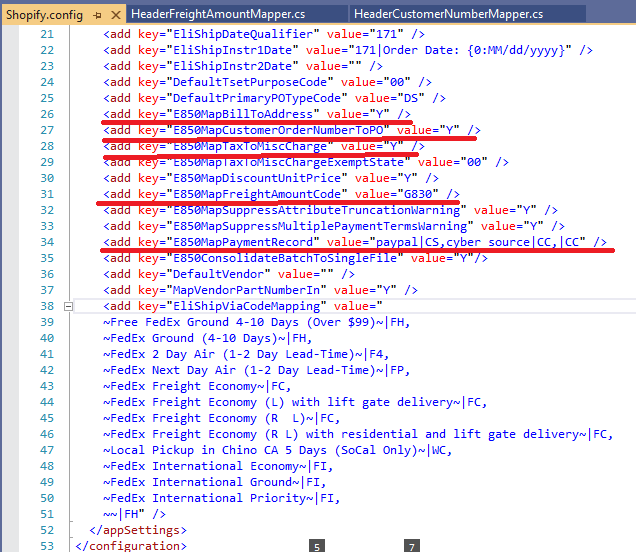 Shopify.config
HeaderFreightAmountMapper.cs
HeaderCustomerNumberMapper.cs
21 <add key="EliShipDateQualifier" value="171" />
22 <add key="EliShipInstr1Date" value="171|Order Date: {0:MM/dd/yyyy}" />
23 <add key="EliShipInstr2Date" value="" />
24 <add key="DefaultTsetPurposeCode" value="00" />
25 <add key="DefaultPrimaryPOTypeCode" value="DS" />
26 <add key="E850MapBillToAddress" value="Y" />
27 <add key="E850MapCustomerOrderNumberToPO" value="Y" />
28 <add key="E850MapTaxToMiscCharge" value="Y" />
29 <add key="E850MapTaxToMiscChargeExemptState" value="00" />
30 <add key="E850MapDiscountUnitPrice" value="Y" />
31 <add key="E850MapFreightAmountCode" value="G830" />
32 <add key="E850MapSuppressAttributeTruncationWarning" value="Y" />
33 <add key="E850MapSuppressMultiplePaymentTermsWarning" value="Y" />
34 <add key="E850MapPaymentRecord" value="paypal|CS,cyber source|CC,|CC" />
35 <add key="E850ConsolidateBatchToSingleFile" value="Y"/>
36 <add key="DefaultVendor" value="" />
37 <add key="MapVendorPartNumberIn" value="Y" />
38 <add key="EliShipViaCodeMapping" value="
39 ~Free FedEx Ground 4-10 Days (Over $99)~|FH,
40 ~FedEx Ground (4-10 Days)~|FH,
41 ~FedEx 2 Day Air (1-2 Day Lead-Time)~|F4,
42 ~FedEx Next Day Air (1-2 Day Lead-Time)~|FP,
43 ~FedEx Freight Economy~|FC,
44 ~FedEx Freight Economy (L) with lift gate delivery~|FC,
45 ~FedEx Freight Economy (R  L)~|FC,
46 ~FedEx Freight Economy (R L) with residential and lift gate delivery~|FC,
47 ~Local Pickup in Chino CA 5 Days (SoCal Only)~|WC,
48 ~FedEx International Economy~|FI,
49 ~FedEx International Ground~|FI,
50 ~FedEx International Priority~|FI,
51 ~~|FH" />
52 </appSettings>
53 </configuration>
5 7